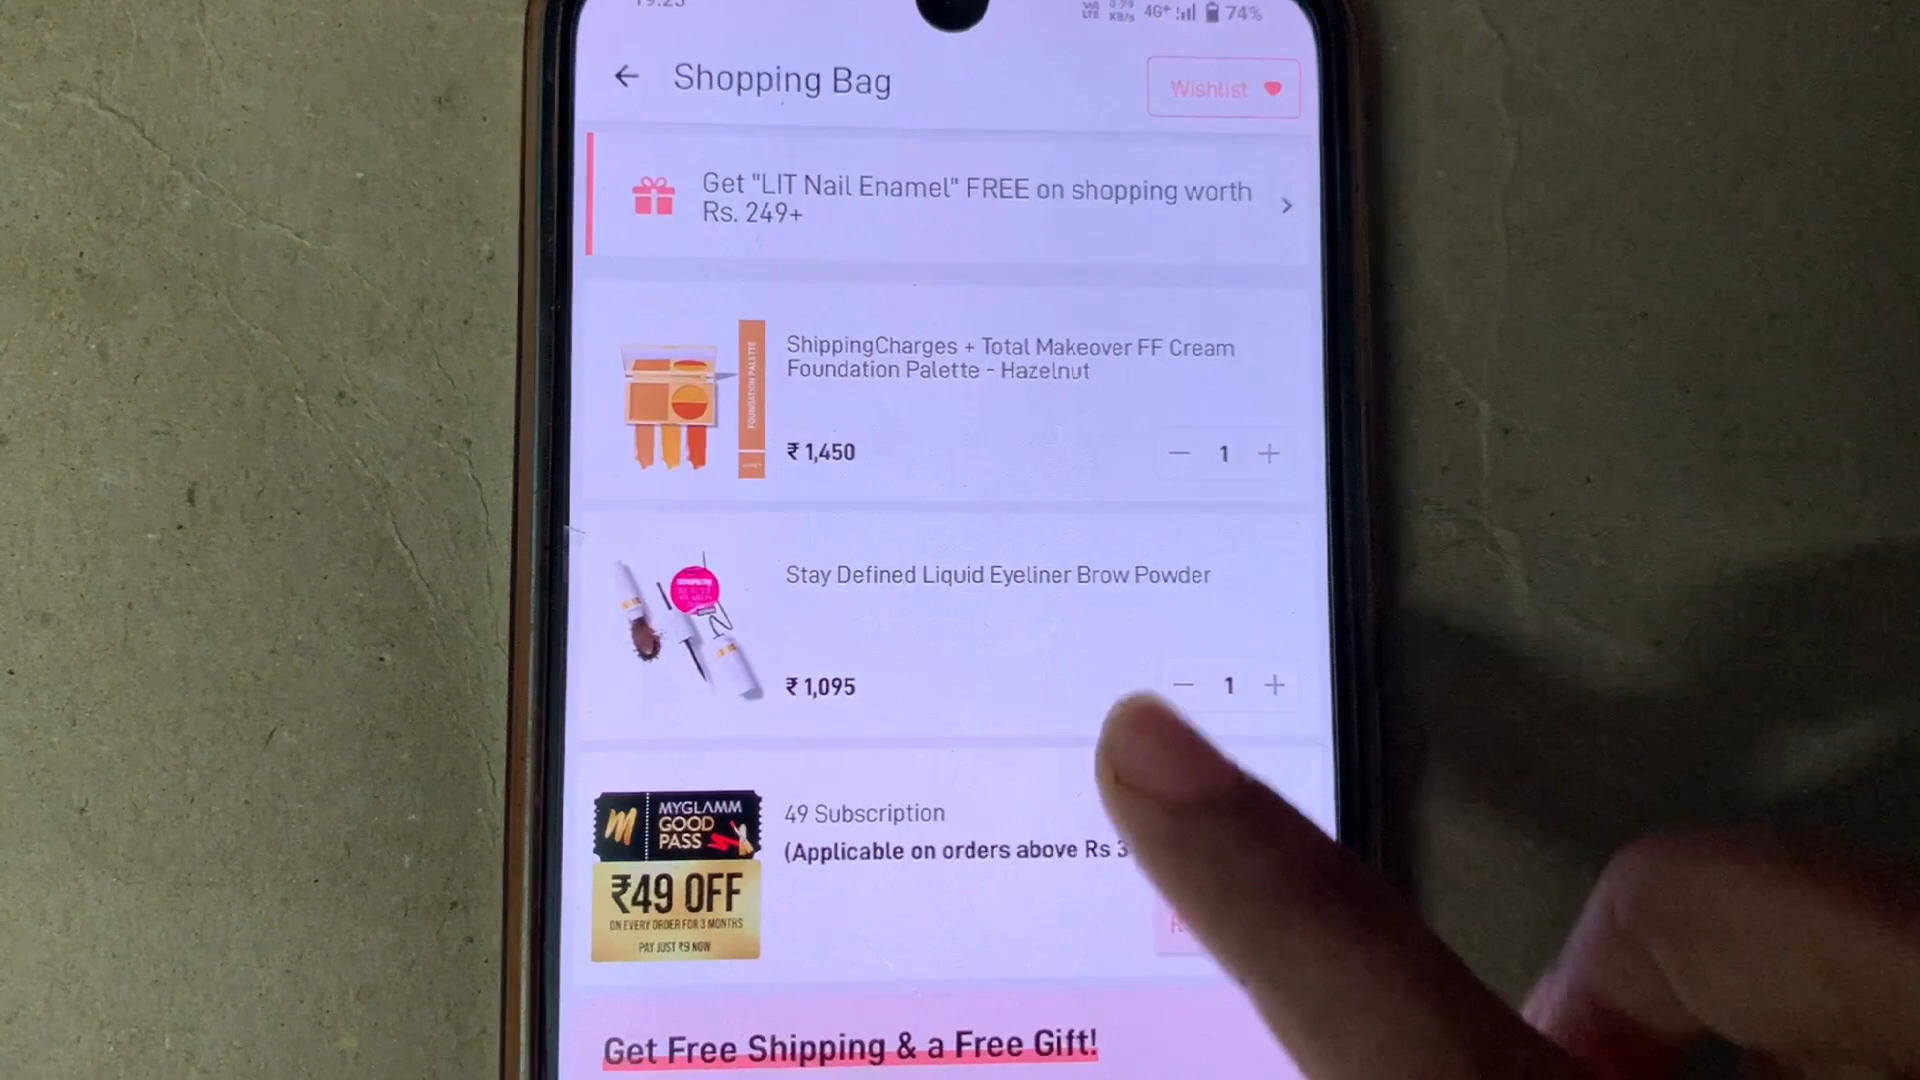 19:25
4G+ 74%
Shopping Bag
Wishlist
Get "LIT Nail Enamel" FREE on shopping worth
Rs. 249+
ShippingCharges + Total Makeover FF Cream
Foundation Palette - Hazelnut
FOUNDATION PALETTE
₹ 1,450
1
Stay Defined Liquid Eyeliner Brow Powder
₹ 1,095
1
MYGLAMM
GOOD
PASS
₹49 OFF
ON EVERY ORDER FOR 3 MONTHS
PAY JUST ₹9 NOW
49 Subscription
(Applicable on orders above Rs 3
Get Free Shipping & a Free Gift!